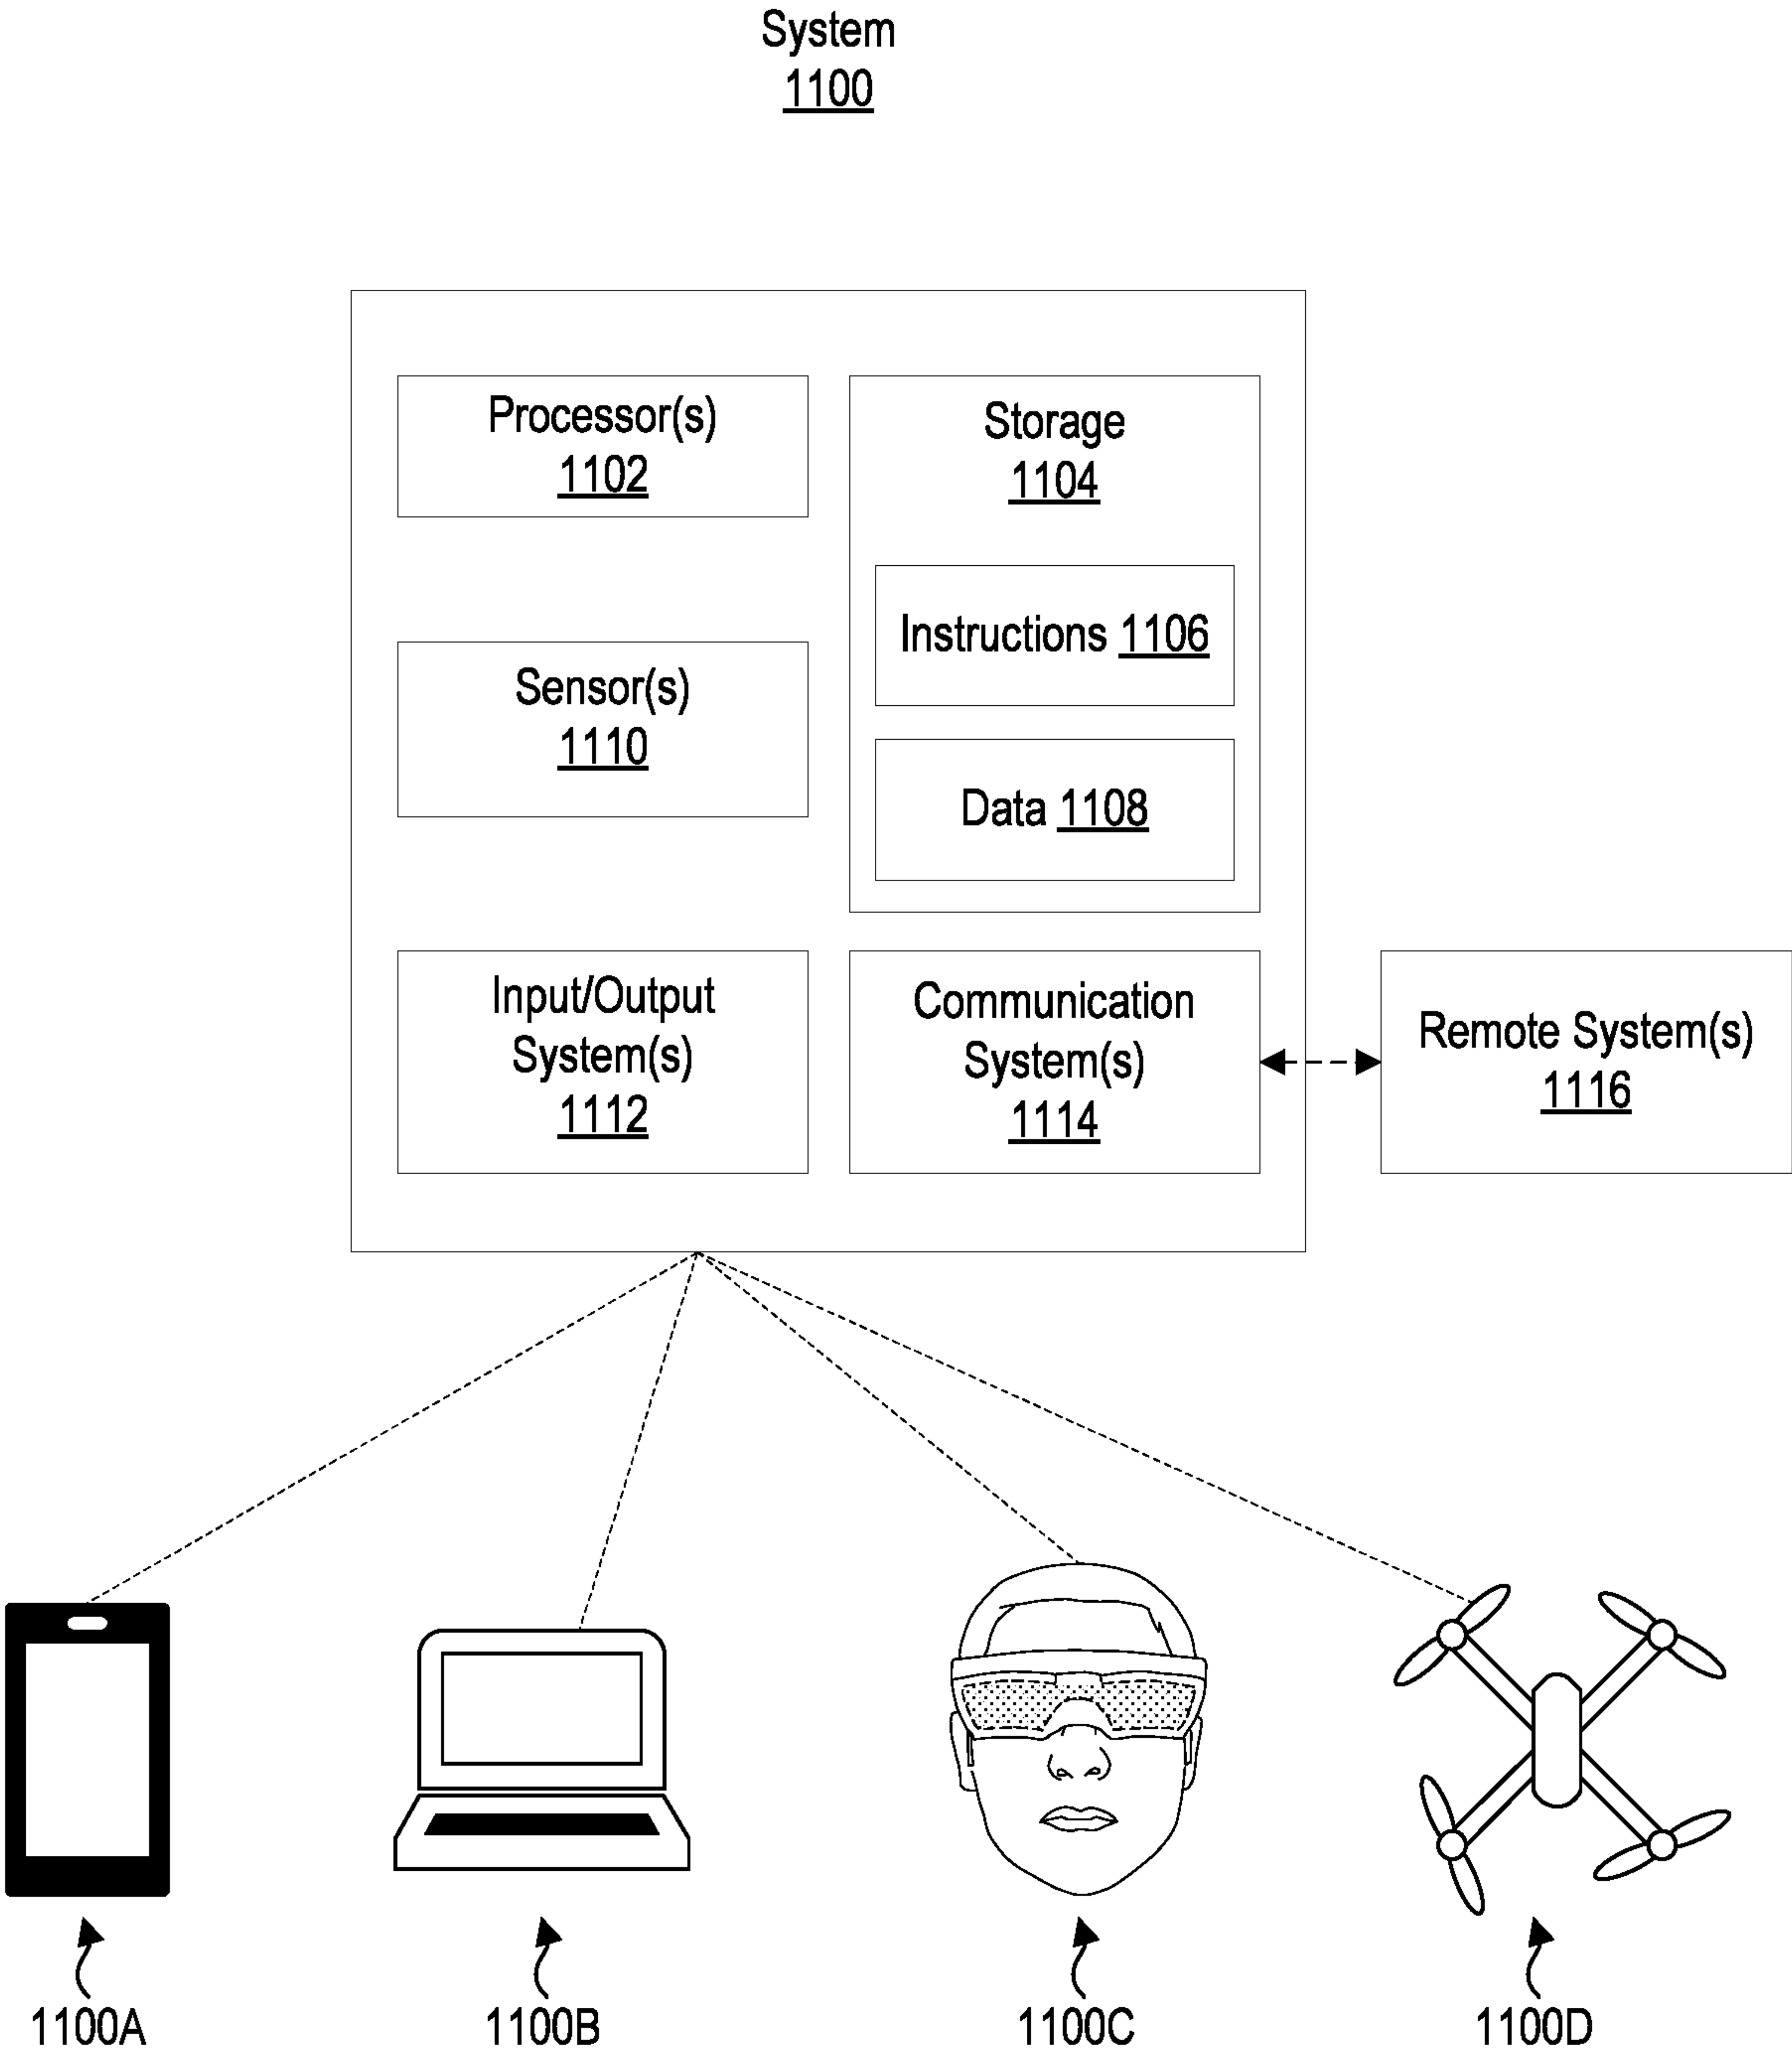 System
1100
Processor(s)
1102
Storage
1104
Instructions 1106
Sensor(s)
1110
Data 1108
Input/Output
System(s)
1112
Communication
System(s)
1114
Remote System(s)
1116
1100A
1100B
1100C
1100D